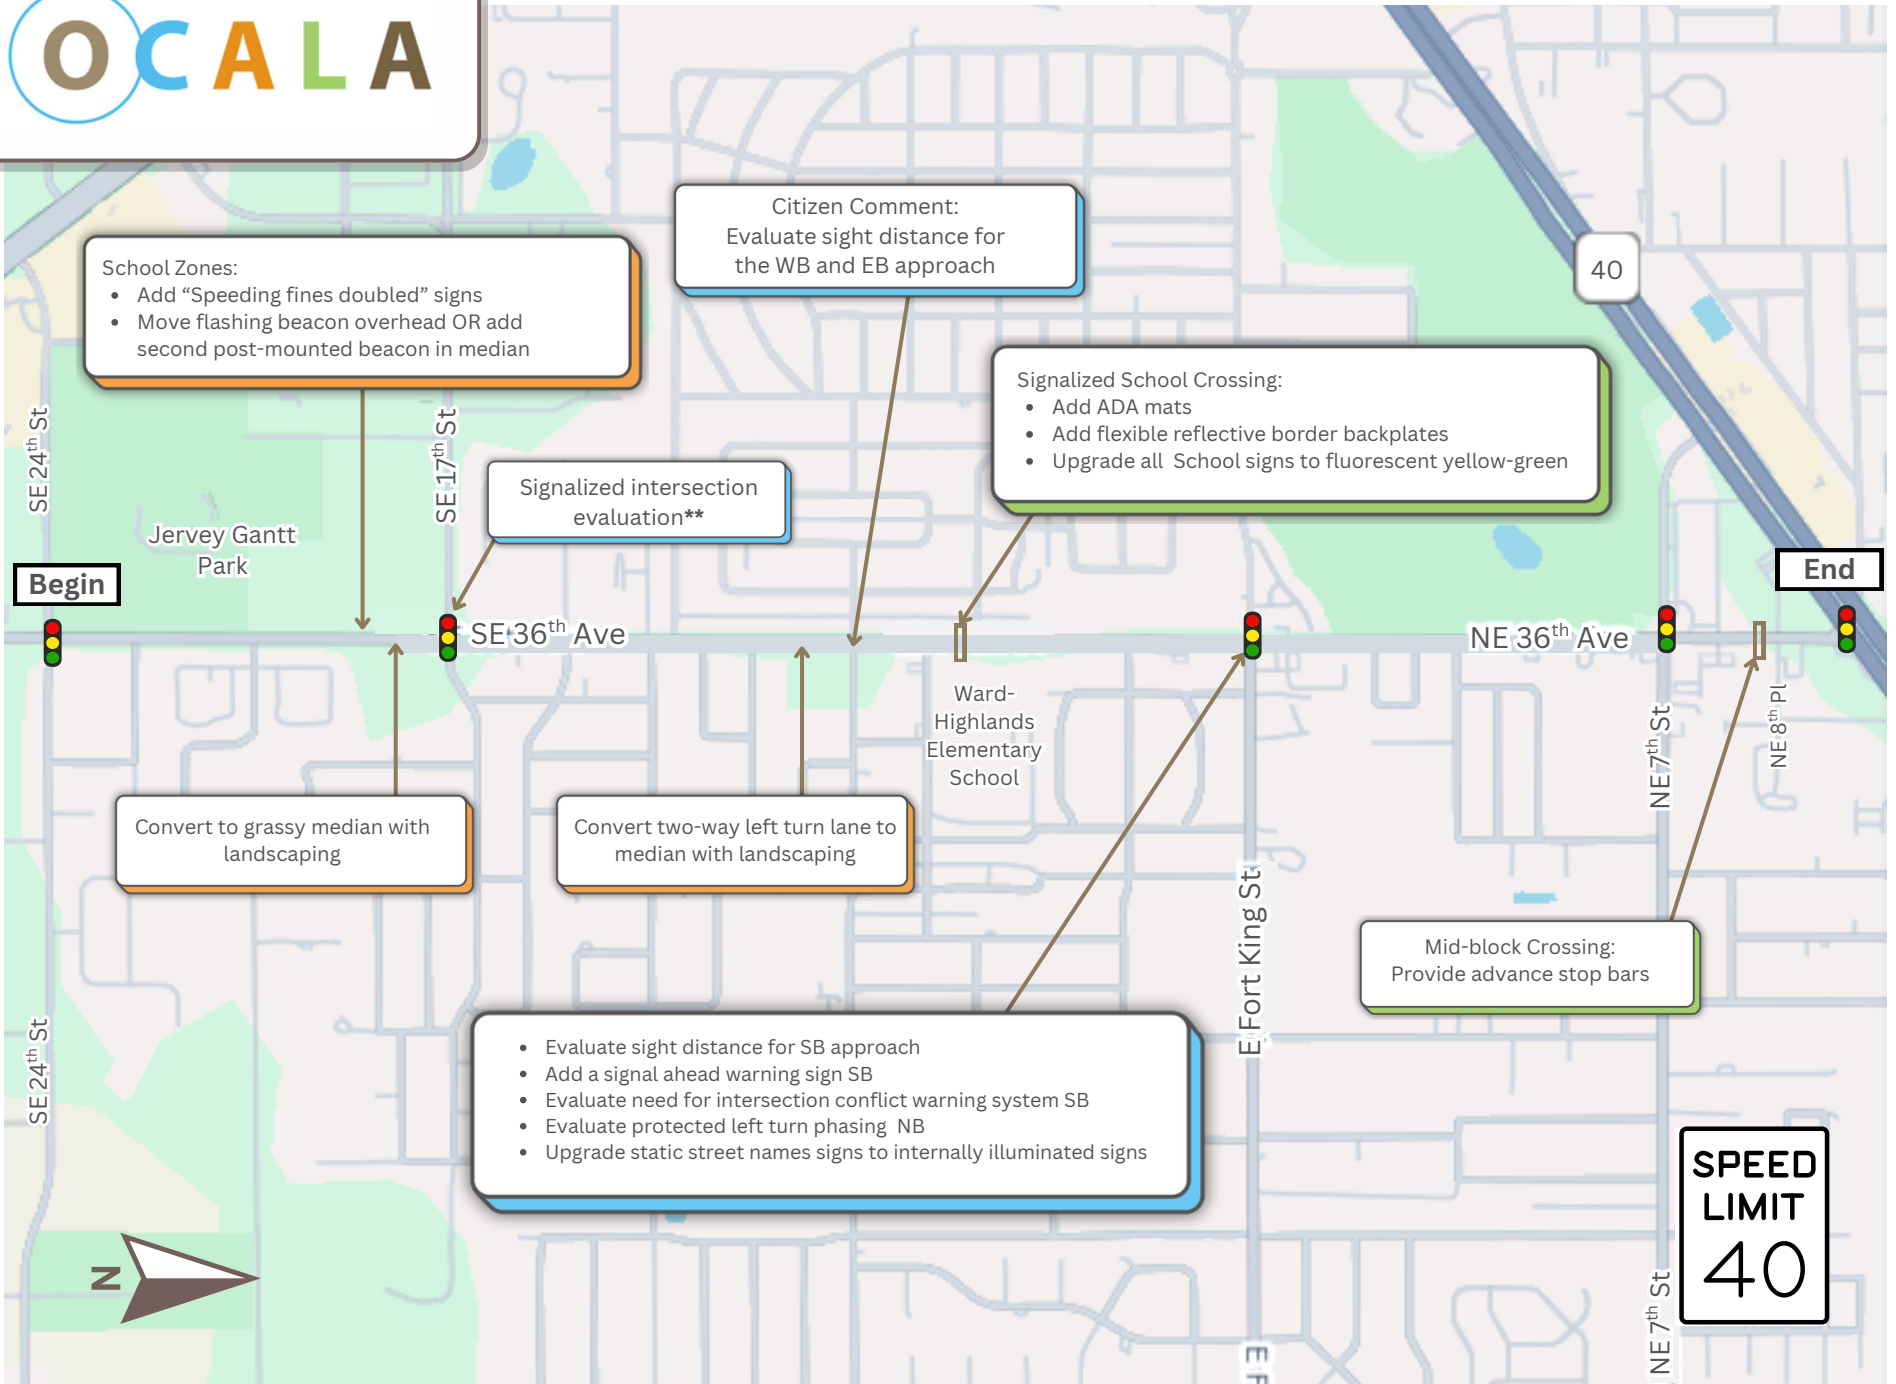 OCALA
Citizen Comment:
Evaluate sight distance for
the WB and EB approach
School Zones:
• Add “Speeding fines doubled” signs
• Move flashing beacon overhead OR add
second post-mounted beacon in median
40
Signalized School Crossing:
• Add ADA mats
• Add flexible reflective border backplates
• Upgrade all School signs to fluorescent yellow-green
SE 24th St
SE 17th St
Signalized intersection
evaluation**
Jervey Gantt
Park
Begin
End
SE 36th Ave
NE 36th Ave
Ward-
Highlands
Elementary
School
NE 7th St
NE 8th Pl
Convert to grassy median with
landscaping
Convert two-way left turn lane to
median with landscaping
E Fort King St
Mid-block Crossing:
Provide advance stop bars
SE 24th St
• Evaluate sight distance for SB approach
• Add a signal ahead warning sign SB
• Evaluate need for intersection conflict warning system SB
• Evaluate protected left turn phasing NB
• Upgrade static street names signs to internally illuminated signs
SPEED
LIMIT
40
N
NE 7th St
E F